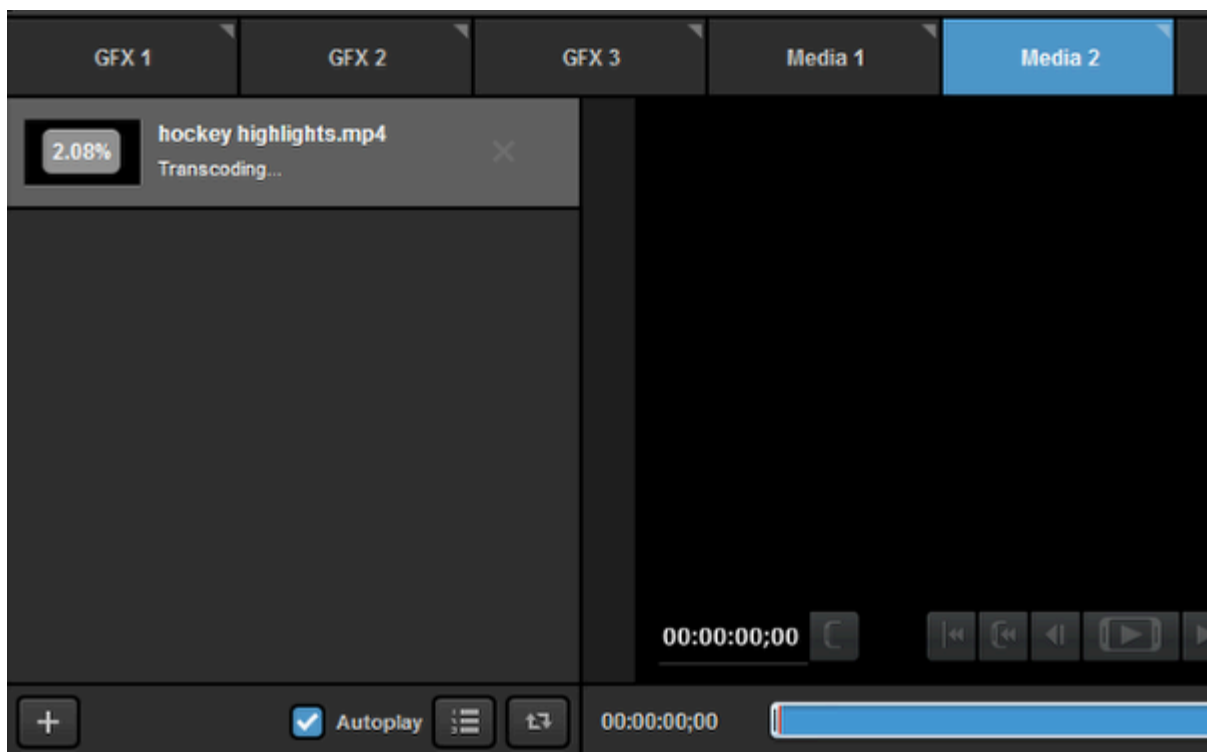 GFX 1
GFX 2
GFX 3
Media 1
Media 2
2.08%
hockey highlights.mp4
Transcoding...
00:00:00;00
Autoplay
00:00:00;00